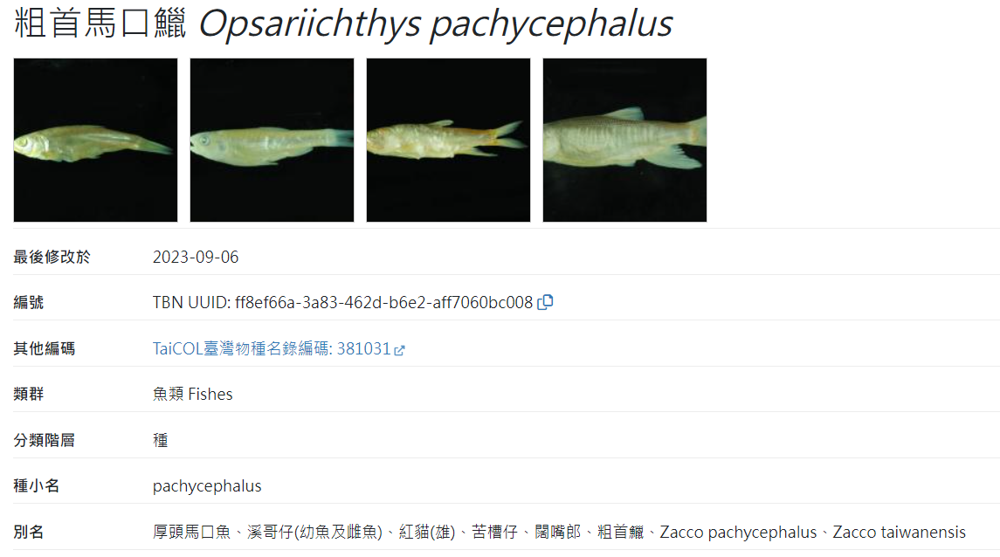 粗首馬口鱲 Opsariichthys pachycephalus
最後修改於 2023-09-06
編號 TBN UUID: ff8ef66a-3a83-462d-b6e2-aff7060bc008
其他編碼 TaiCOL臺灣物種名錄編碼: 381031
類群 魚類 Fishes
分類階層 種
種小名 pachycephalus
別名 厚頭馬口魚、溪哥仔(幼魚及雌魚)、紅貓(雄)、苦槽仔、闊嘴郎、粗首鱲、Zacco pachycephalus、Zacco taiwanensis